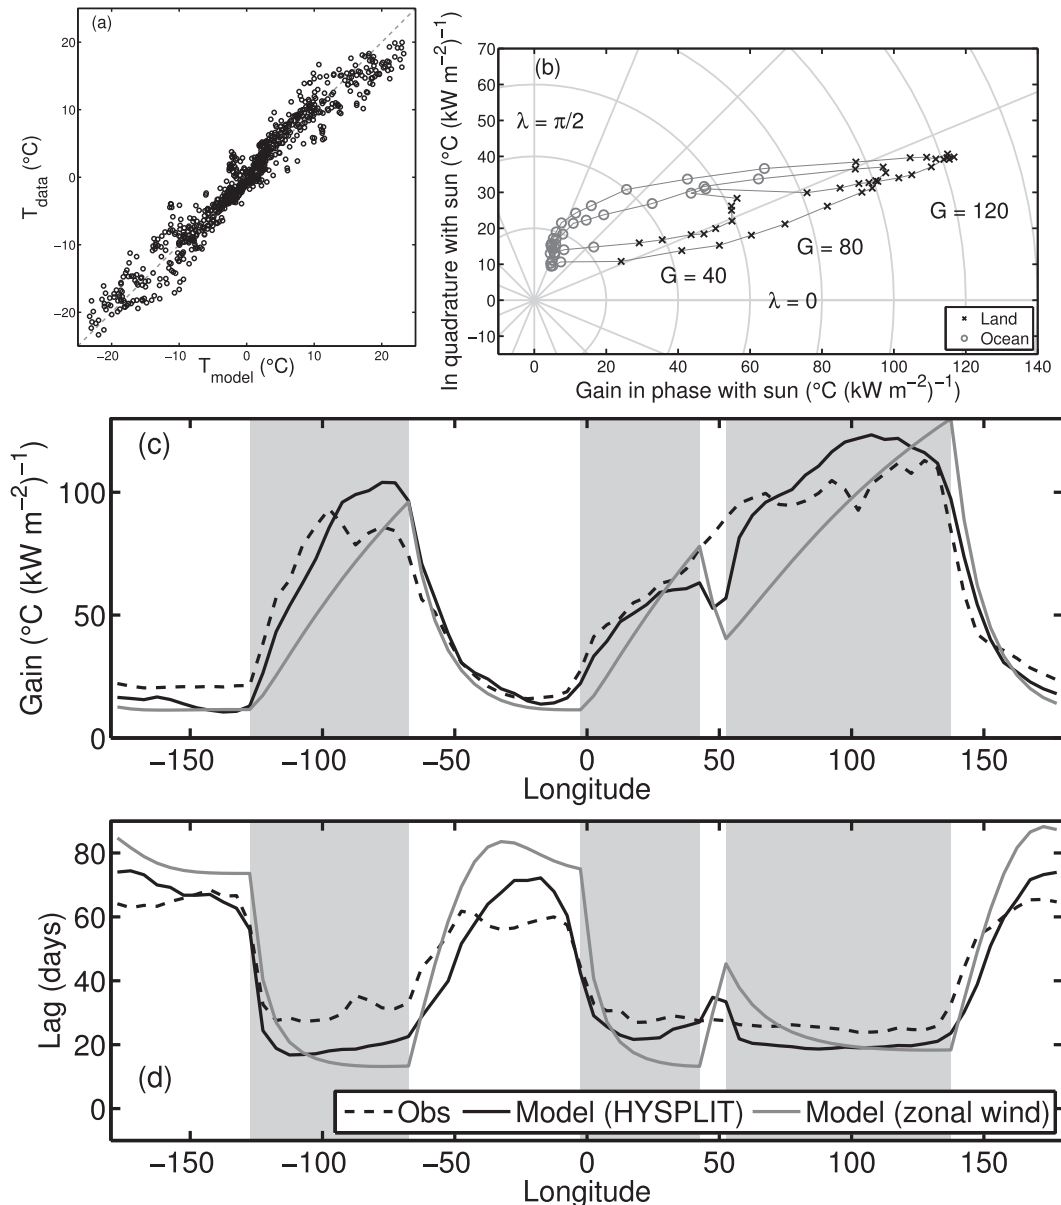 (a)
20
10
0
−10
−20
−20
−10
0
10
20
T_data (°C)
T_model (°C)
(b)
70
60
50
40
30
20
10
0
−10
0
20
40
60
80
100
120
140
In quadrature with sun (°C (kW m−2)−1)
Gain in phase with sun (°C (kW m−2)−1)
λ = π/2
G = 120
G = 80
G = 40
λ = 0
Land
Ocean
(c)
100
50
0
Gain (°C (kW m−2)−1)
−150
−100
−50
0
50
100
150
Longitude
(d)
80
60
40
20
0
Lag (days)
Obs
Model (HYSPLIT)
Model (zonal wind)
−150
−100
−50
0
50
100
150
Longitude